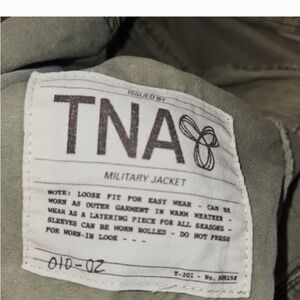 ISSUED BY
TNA
MILITARY JACKET
NOTE: LOOSE FIT FOR EASY WEAR - CAN BE
WORN AS OUTER GARMENT IN WARM WEATHER -
WEAR AS A LAYERING PIECE FOR ALL SEASONS
SLEEVES CAN BE WORN ROLLED - DO NOT PRESS
FOR WORN-IN LOOK - - -
010-02
T-201 - No.